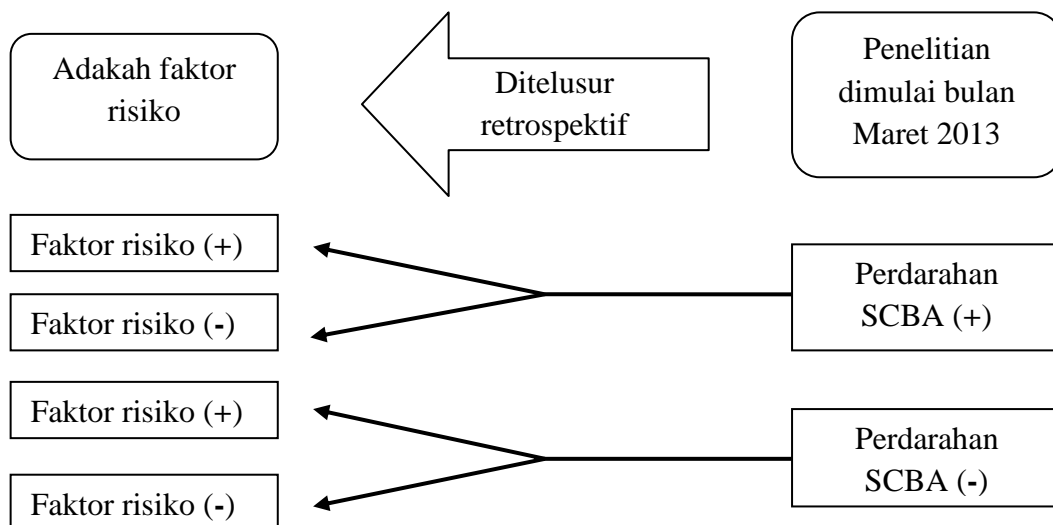 Adakah faktor
risiko
Ditelusur
retrospektif
Penelitian
dimulai bulan
Maret 2013
Faktor risiko (+)
Faktor risiko (-)
Perdarahan
SCBA (+)
Faktor risiko (+)
Faktor risiko (-)
Perdarahan
SCBA (-)